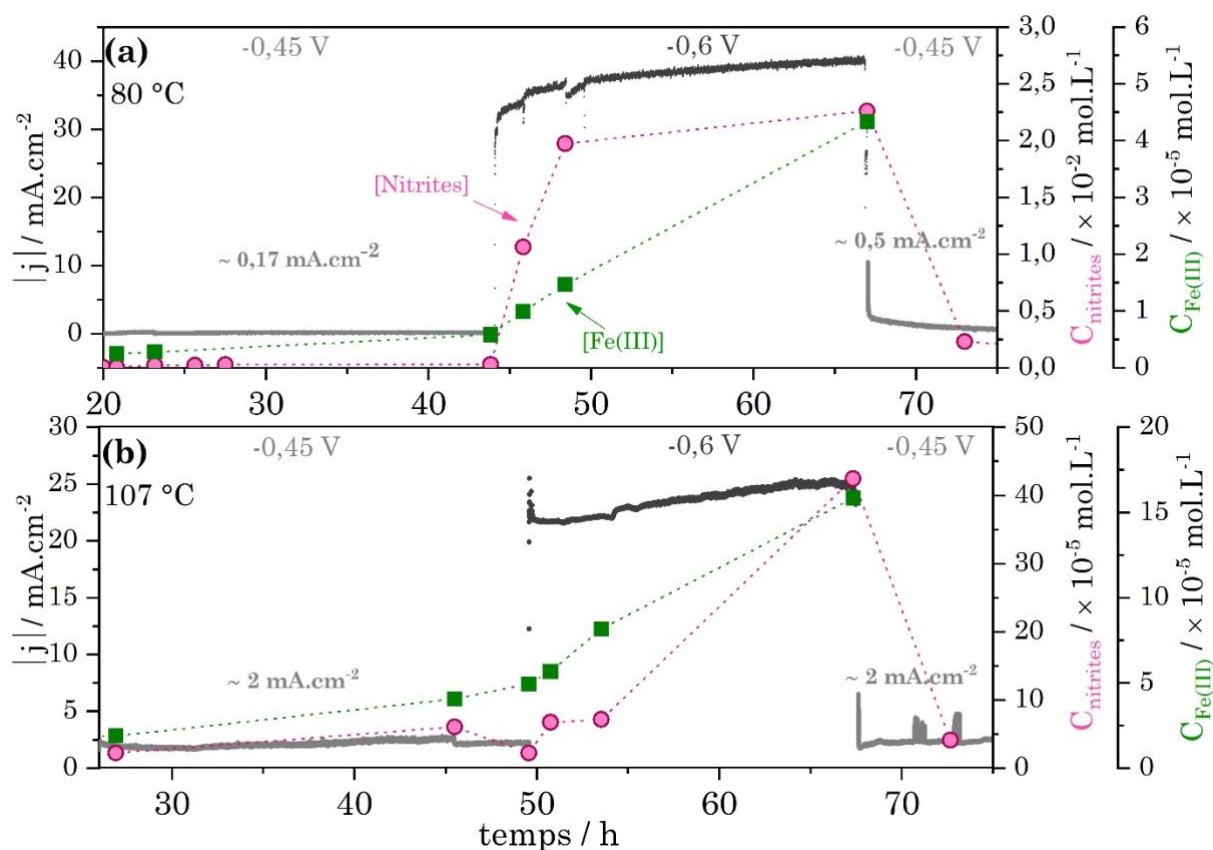 (a)
-0,45 V
-0,6 V
-0,45 V
80 °C
[Nitrites]
[Fe(III)]
~ 0,17 mA.cm-2
~ 0,5 mA.cm-2
|j| / mA.cm-2
40
30
20
10
0
3,0
2,5
2,0
1,5
1,0
0,5
0,0
Cnitrites / × 10-2 mol.L-1
6
5
4
3
2
1
0
CFe(III) / × 10-5 mol.L-1
20
30
40
50
60
70
(b)
-0,45 V
-0,6 V
-0,45 V
107 °C
~ 2 mA.cm-2
~ 2 mA.cm-2
|j| / mA.cm-2
30
25
20
15
10
5
0
50
40
30
20
10
0
Cnitrites / × 10-5 mol.L-1
20
15
10
5
0
CFe(III) / × 10-5 mol.L-1
30
40
50
60
70
temps / h